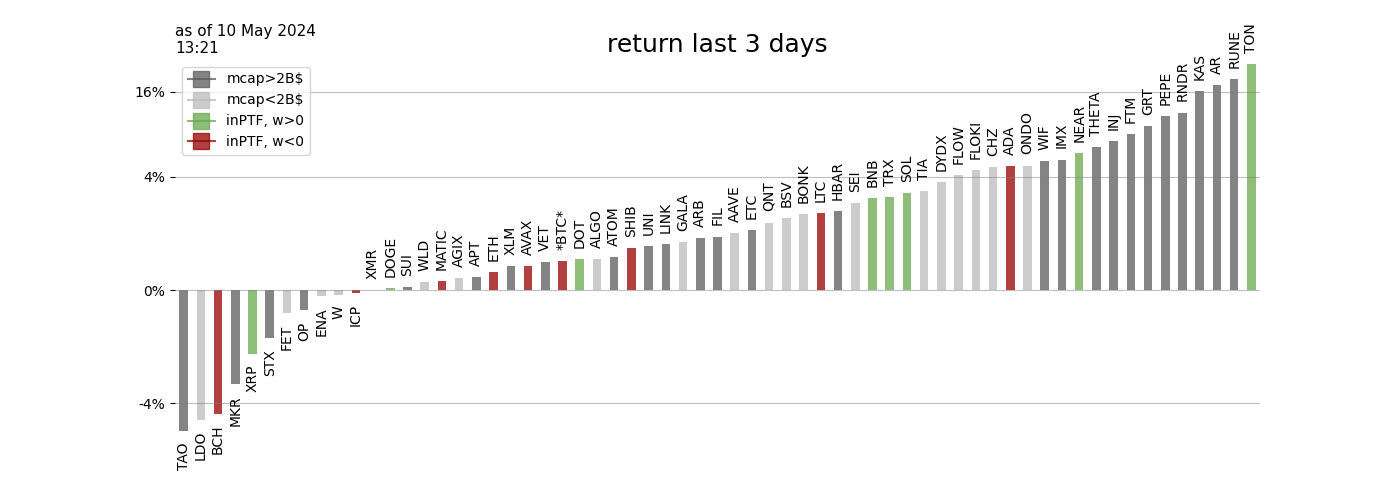 as of 10 May 2024
13:21
return last 3 days
mcap>2B$
mcap<2B$
inPTF, w>0
inPTF, w<0
16%
4%
0%
-4%
TAO
LDO
BCH
MKR
XRP
STX
FET
OP
ENA
W
ICP
XMR
DOGE
SUI
WLD
MATIC
AGIX
APT
ETH
XLM
AVAX
VET
*BTC*
DOT
ALGO
ATOM
SHIB
UNI
LINK
GALA
ARB
FIL
AAVE
ETC
QNT
BSV
BONK
LTC
HBAR
SEI
BNB
TRX
SOL
TIA
DYDX
FLOW
FLOKI
CHZ
ADA
ONDO
WIF
IMX
NEAR
THETA
INJ
FTM
GRT
PEPE
RNDR
KAS
AR
RUNE
TON